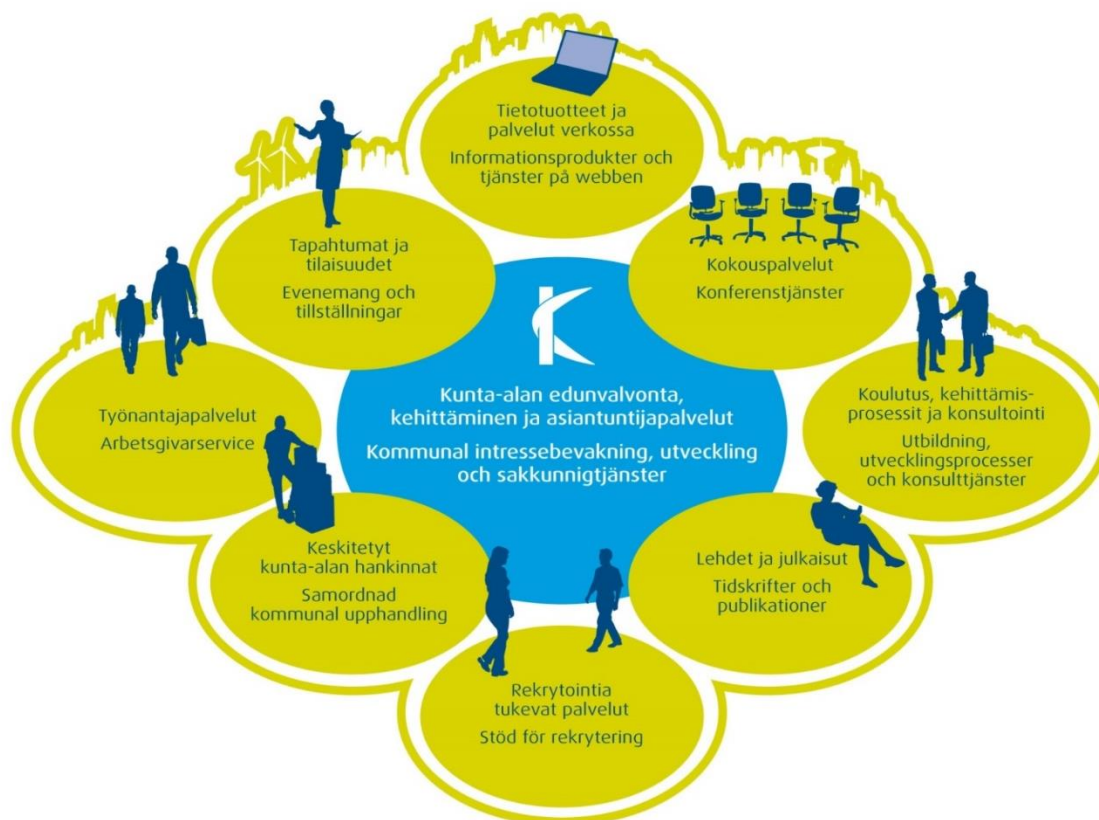 Tietotuotteet ja
palvelut verkossa
Informationsprodukter och
tjänster på webben
Tapahtumat ja
tilaisuudet
Evenemang och
tillställningar
Kokouspalvelut
Konferenstjänster
Työnantajapalvelut
Arbetsgivarservice
Kunta-alan edunvalvonta,
kehittäminen ja asiantuntijapalvelut
Kommunal intressebevakning, utveckling
och sakkunnigtjänster
Koulutus, kehittämis-
prosessit ja konsultointi
Utbildning,
utvecklingsprocesser
och konsulttjänster
Keskitetyt
kunta-alan hankinnat
Samordnad
kommunal upphandling
Lehdet ja julkaisut
Tidskrifter och
publikationer
Rekrytointia
tukevat palvelut
Stöd för rekrytering